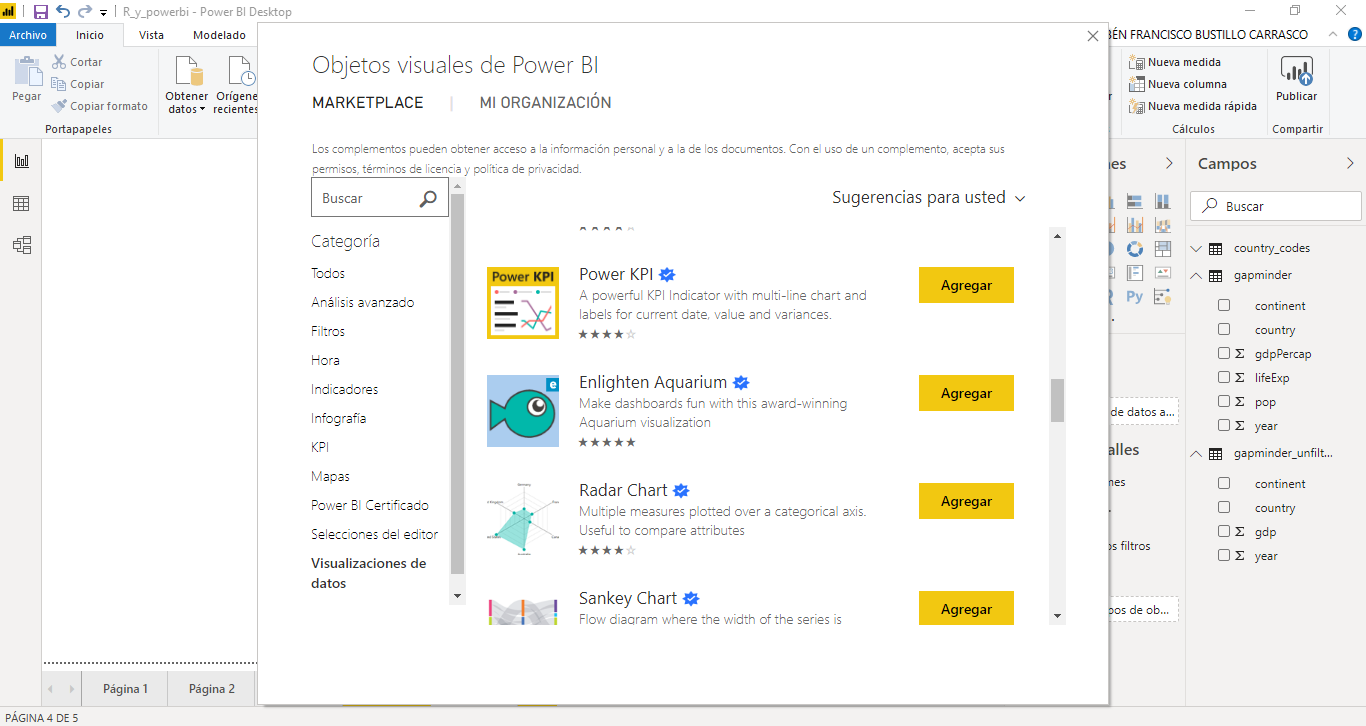 R_y_powerbi - Power BI Desktop
Archivo
Inicio
Vista
Modelado
BÉN FRANCISCO BUSTILLO CARRASCO
Pegar
Cortar
Copiar
Copiar formato
Portapapeles
Obtener
datos
Orígene
recientes
Nueva medida
Nueva columna
Nueva medida rápida
Cálculos
Publicar
Compartir
Objetos visuales de Power BI
MARKETPLACE | MI ORGANIZACIÓN
Los complementos pueden obtener acceso a la información personal y a la de los documentos. Con el uso de un complemento, acepta sus
permisos, términos de licencia y política de privacidad.
Buscar
Sugerencias para usted
Categoría
Todos
Análisis avanzado
Filtros
Hora
Indicadores
Infografía
KPI
Mapas
Power BI Certificado
Selecciones del editor
Visualizaciones de
datos
Power KPI
Power KPI
A powerful KPI Indicator with multi-line chart and
labels for current date, value and variances.
Agregar
e
Enlighten Aquarium
Make dashboards fun with this award-winning
Aquarium visualization
Agregar
Radar Chart
Multiple measures plotted over a categorical axis.
Useful to compare attributes
Agregar
Sankey Chart
Flow diagram where the width of the series is
Agregar
nes
Py
de datos a...
alles
nes
os filtros
pos de ob...
Campos
Buscar
country_codes
gapminder
continent
country
Σ gdpPercap
Σ lifeExp
Σ pop
Σ year
gapminder_unfilt...
continent
country
Σ gdp
Σ year
Página 1
Página 2
PÁGINA 4 DE 5